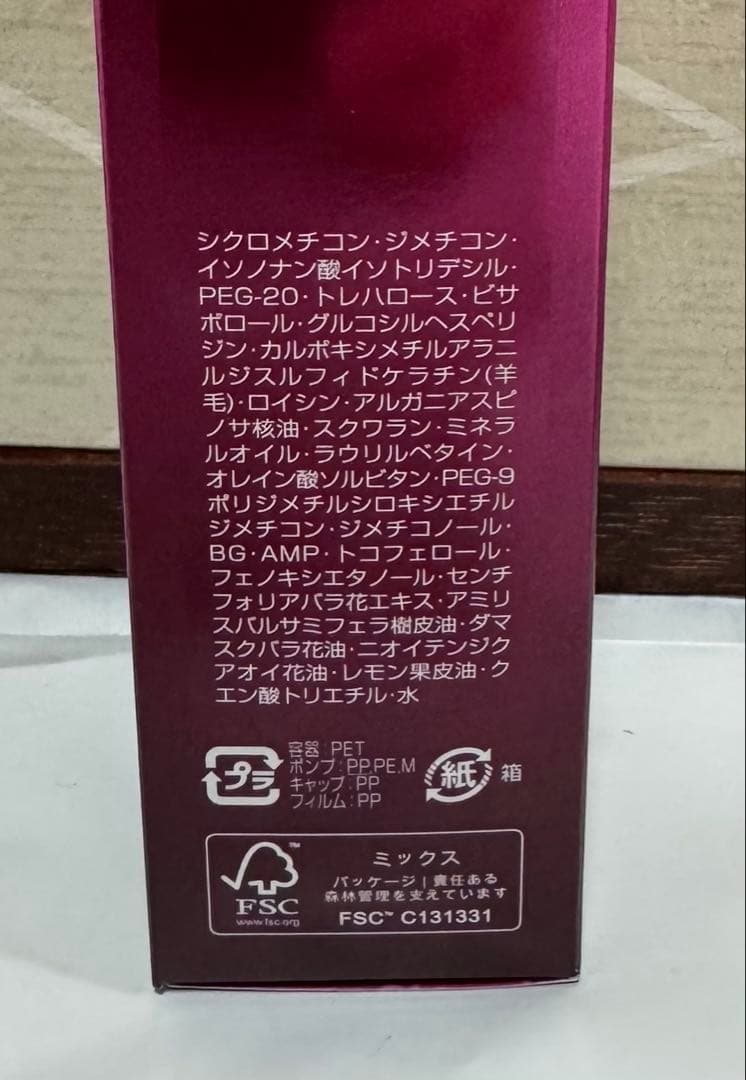 シクロメチコン・ジメチコン・
イソノナン酸イソトリデシル・
PEG-20・トレハロース・ビサ
ボロール・グルコシルヘスペリ
ジン・カルボキシメチルアラニ
ルジスルフィドケラチン(羊
毛)・ロイシン・アルガニアスピ
ノサ核油・スクワラン・ミネラ
ルオイル・ラウリルベタイン・
オレイン酸ソルビタン・PEG-9
ポリジメチルシロキシエチル
ジメチコン・ジメチコノール・
BG・AMP・トコフェロール・
フェノキシエタノール・センチ
フォリアバラ花エキス・アミリ
スバルサミフェラ樹皮油・ダマ
スクバラ花油・ニオイテンジク
アオイ花油・レモン果皮油・ク
エン酸トリエチル・水
プラ
容器:PET
ポンプ:PP,PE,M
キャップ:PP
フィルム:PP
紙 箱
FSC™
www.fsc.org
ミックス
パッケージ|責任ある
森林管理を支えています
FSC™ C131331